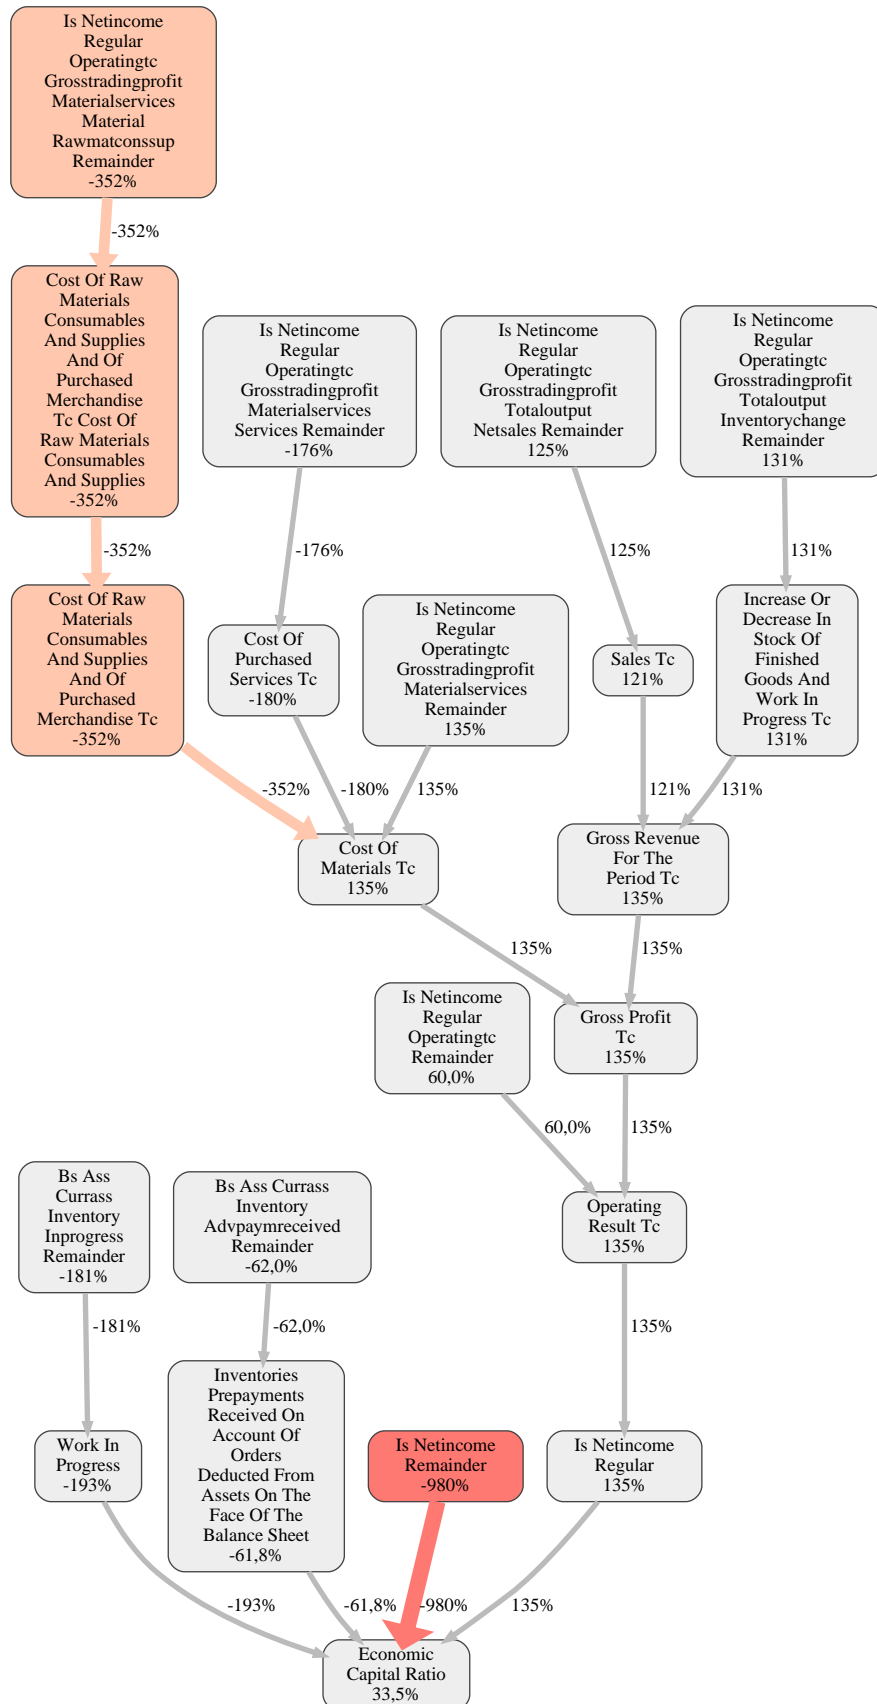 Is Netincome
Regular
Operatingtc
Grosstradingprofit
Materialservices
Material
Rawmatconssup
Remainder
-352%
-352%
Cost Of Raw
Materials
Consumables
And Supplies
And Of
Purchased
Merchandise
Tc Cost Of
Raw Materials
Consumables
And Supplies
-352%
Is Netincome
Regular
Operatingtc
Grosstradingprofit
Materialservices
Services Remainder
-176%
Is Netincome
Regular
Operatingtc
Grosstradingprofit
Totaloutput
Netsales Remainder
125%
Is Netincome
Regular
Operatingtc
Grosstradingprofit
Totaloutput
Inventorychange
Remainder
131%
-352%
-176%
125%
131%
Cost Of Raw
Materials
Consumables
And Supplies
And Of
Purchased
Merchandise Tc
-352%
Cost Of
Purchased
Services Tc
-180%
Is Netincome
Regular
Operatingtc
Grosstradingprofit
Materialservices
Remainder
135%
Sales Tc
121%
Increase Or
Decrease In
Stock Of
Finished
Goods And
Work In
Progress Tc
131%
-352%
-180%
135%
121%
131%
Cost Of
Materials Tc
135%
Gross Revenue
For The
Period Tc
135%
135%
135%
Is Netincome
Regular
Operatingtc
Remainder
60,0%
Gross Profit
Tc
135%
60,0%
135%
Bs Ass
Currass
Inventory
Inprogress
Remainder
-181%
Bs Ass Currass
Inventory
Advpaymreceived
Remainder
-62,0%
Operating
Result Tc
135%
-181%
-62,0%
135%
Work In
Progress
-193%
Inventories
Prepayments
Received On
Account Of
Orders
Deducted From
Assets On The
Face Of The
Balance Sheet
-61,8%
Is Netincome
Remainder
-980%
Is Netincome
Regular
135%
-193%
-61,8%
-980%
135%
Economic
Capital Ratio
33,5%